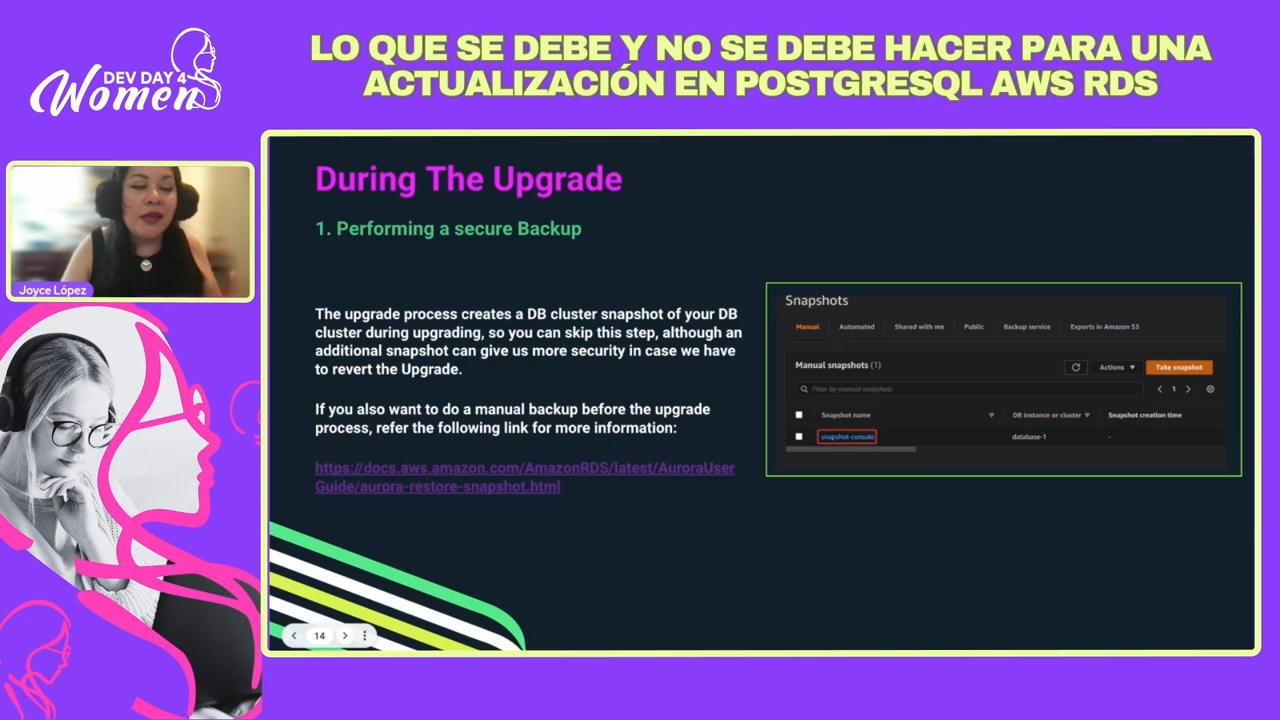 DEV DAY 4
Women
LO QUE SE DEBE Y NO SE DEBE HACER PARA UNA
ACTUALIZACIÓN EN POSTGRESQL AWS RDS
Joyce López
During The Upgrade
1. Performing a secure Backup
The upgrade process creates a DB cluster snapshot of your DB
cluster during upgrading, so you can skip this step, although an
additional snapshot can give us more security in case we have
to revert the Upgrade.
If you also want to do a manual backup before the upgrade
process, refer the following link for more information:
https://docs.aws.amazon.com/AmazonRDS/latest/AuroraUser
Guide/aurora-restore-snapshot.html
Snapshots
Manual Automated Shared with me Public Backup service Exports in Amazon S3
Manual snapshots (1)
Actions Take snapshot
Filter by manual snapshots
1
Snapshot name DB instance or cluster Snapshot creation time
snapshot-console database-1 -
14